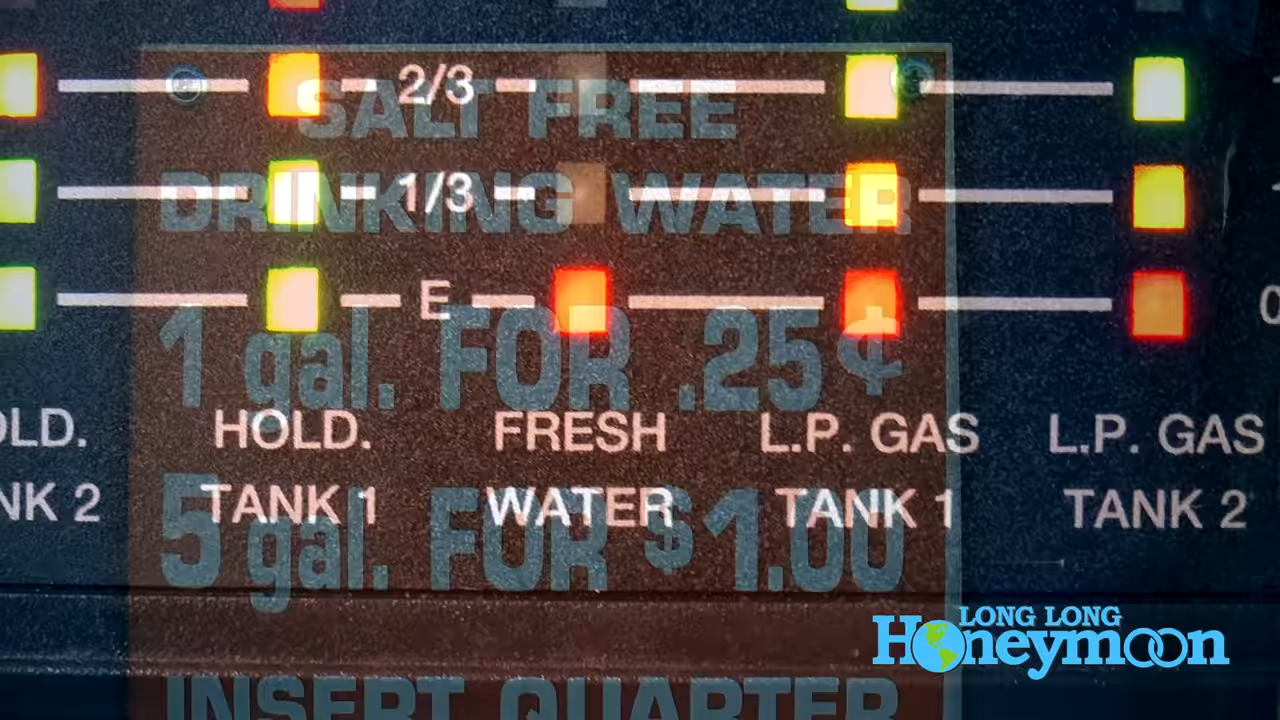 2/3
SALT FREE
1/3
DRINKING WATER
E
1 gal. FOR .25¢
OLD. HOLD. FRESH L.P. GAS L.P. GAS
NK 2 TANK 1 WATER TANK 1 TANK 2
5 gal. FOR $1.00
LONG LONG
Honeymoon
INSERT QUARTER